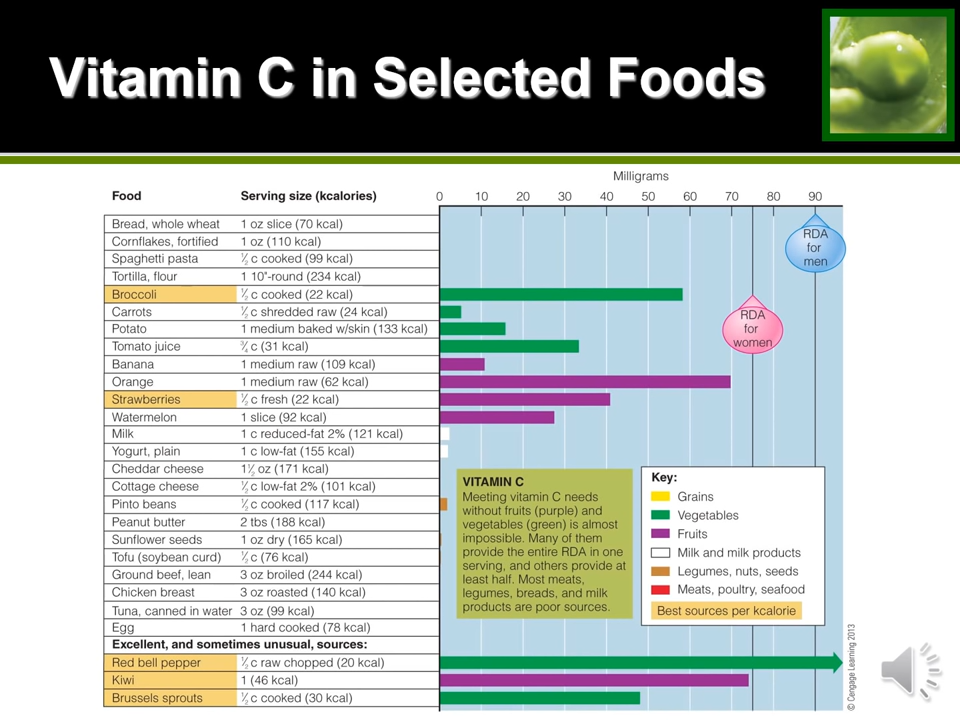 Vitamin C in Selected Foods
Milligrams
Food Serving size (kcalories) 0 10 20 30 40 50 60 70 80 90
Bread, whole wheat 1 oz slice (70 kcal)
Cornflakes, fortified 1 oz (110 kcal)
Spaghetti pasta ½ c cooked (99 kcal)
Tortilla, flour 1 10"-round (234 kcal)
Broccoli ½ c cooked (22 kcal)
Carrots ½ c shredded raw (24 kcal)
Potato 1 medium baked w/skin (133 kcal)
Tomato juice ¾ c (31 kcal)
Banana 1 medium raw (109 kcal)
Orange 1 medium raw (62 kcal)
Strawberries ½ c fresh (22 kcal)
Watermelon 1 slice (92 kcal)
Milk 1 c reduced-fat 2% (121 kcal)
Yogurt, plain 1 c low-fat (155 kcal)
Cheddar cheese 1½ oz (171 kcal)
Cottage cheese ½ c low-fat 2% (101 kcal)
Pinto beans ½ c cooked (117 kcal)
Peanut butter 2 tbs (188 kcal)
Sunflower seeds 1 oz dry (165 kcal)
Tofu (soybean curd) ½ c (76 kcal)
Ground beef, lean 3 oz broiled (244 kcal)
Chicken breast 3 oz roasted (140 kcal)
Tuna, canned in water 3 oz (99 kcal)
Egg 1 hard cooked (78 kcal)
Excellent, and sometimes unusual, sources:
Red bell pepper ½ c raw chopped (20 kcal)
Kiwi 1 (46 kcal)
Brussels sprouts ½ c cooked (30 kcal)
RDA
for
men
RDA
for
women
VITAMIN C
Meeting vitamin C needs
without fruits (purple) and
vegetables (green) is almost
impossible. Many of them
provide the entire RDA in one
serving, and others provide at
least half. Most meats,
legumes, breads, and milk
products are poor sources.
Key:
Grains
Vegetables
Fruits
Milk and milk products
Legumes, nuts, seeds
Meats, poultry, seafood
Best sources per kcalorie
© Cengage Learning 2013